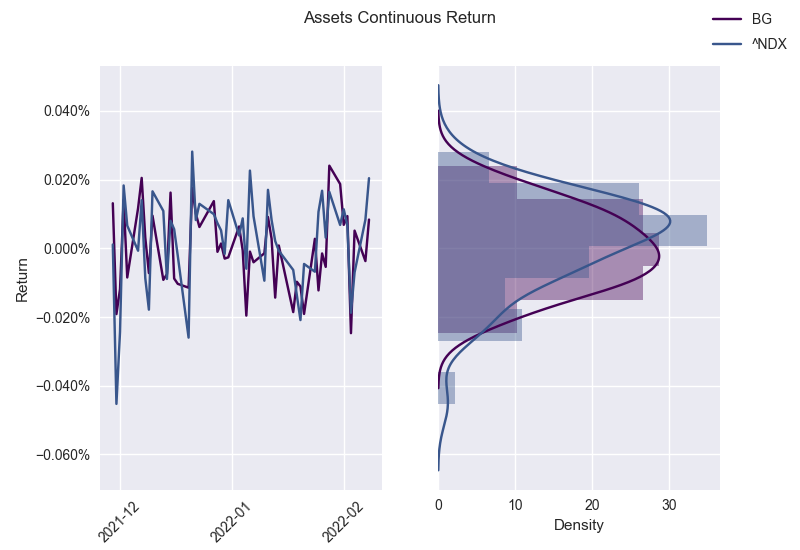 Assets Continuous Return
BG
^NDX
0.040%
0.020%
0.000%
−0.020%
−0.040%
−0.060%
Return
2021-12
2022-01
2022-02
0
10
20
30
Density